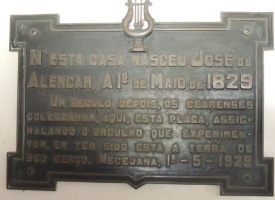 N'ESTA CASA NASCEU JOSÉ DE
ALENCAR, A 1º DE MAIO DE 1829
UM SECULO DEPOIS, OS CEARENSES
COLLOCARAM, AQUI, ESTA PLACA, ASSIG-
NALANDO O ORGULHO QUE EXPERIMEN-
TAM, EM TER SIDO ESTA A TERRA DE
SEU BERÇO. MECEJANA, 1º-5-1929